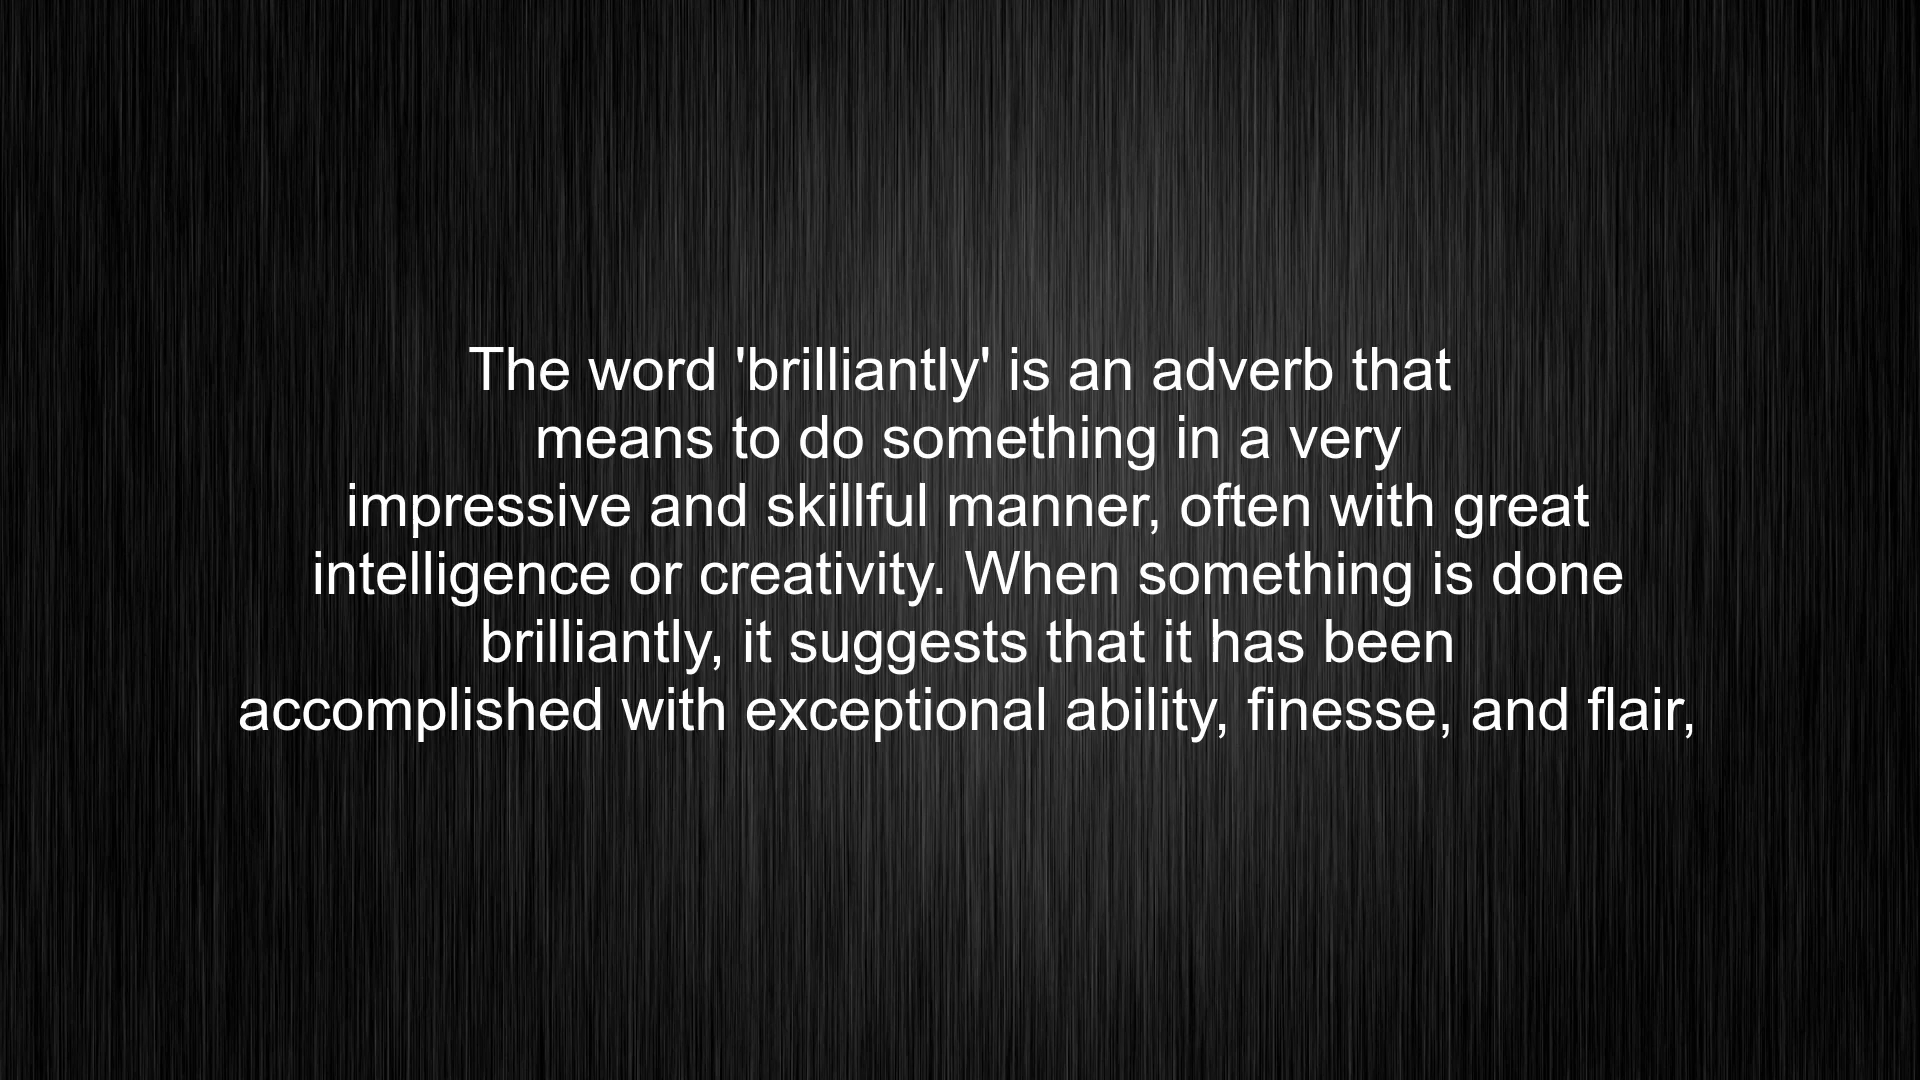 The word 'brilliantly' is an adverb that
means to do something in a very
impressive and skillful manner, often with great
intelligence or creativity. When something is done
brilliantly, it suggests that it has been
accomplished with exceptional ability, finesse, and flair,